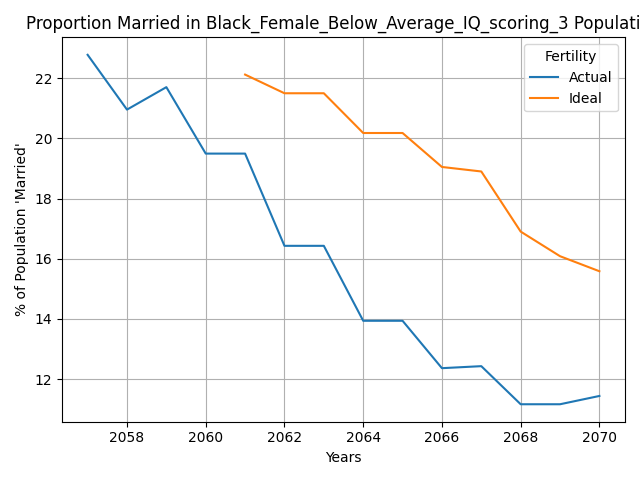 Proportion Married in Black_Female_Below_Average_IQ_scoring_3 Populati
Fertility
Actual
Ideal
% of Population 'Married'
22
20
18
16
14
12
2058 2060 2062 2064 2066 2068 2070
Years